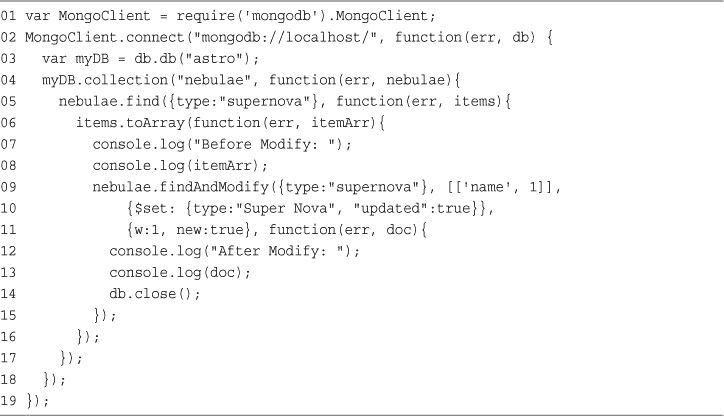 01 var MongoClient = require('mongodb').MongoClient;
02 MongoClient.connect("mongodb://localhost/", function(err, db) {
03   var myDB = db.db("astro");
04   myDB.collection("nebulae", function(err, nebulae){
05     nebulae.find({type:"supernova"}, function(err, items){
06       items.toArray(function(err, itemArr){
07         console.log("Before Modify: ");
08         console.log(itemArr);
09         nebulae.findAndModify({type:"supernova"}, [['name', 1]],
10             {$set: {type:"Super Nova", "updated":true}},
11             {w:1, new:true}, function(err, doc){
12           console.log("After Modify: ");
13           console.log(doc);
14           db.close();
15         });
16       });
17     });
18   });
19 });